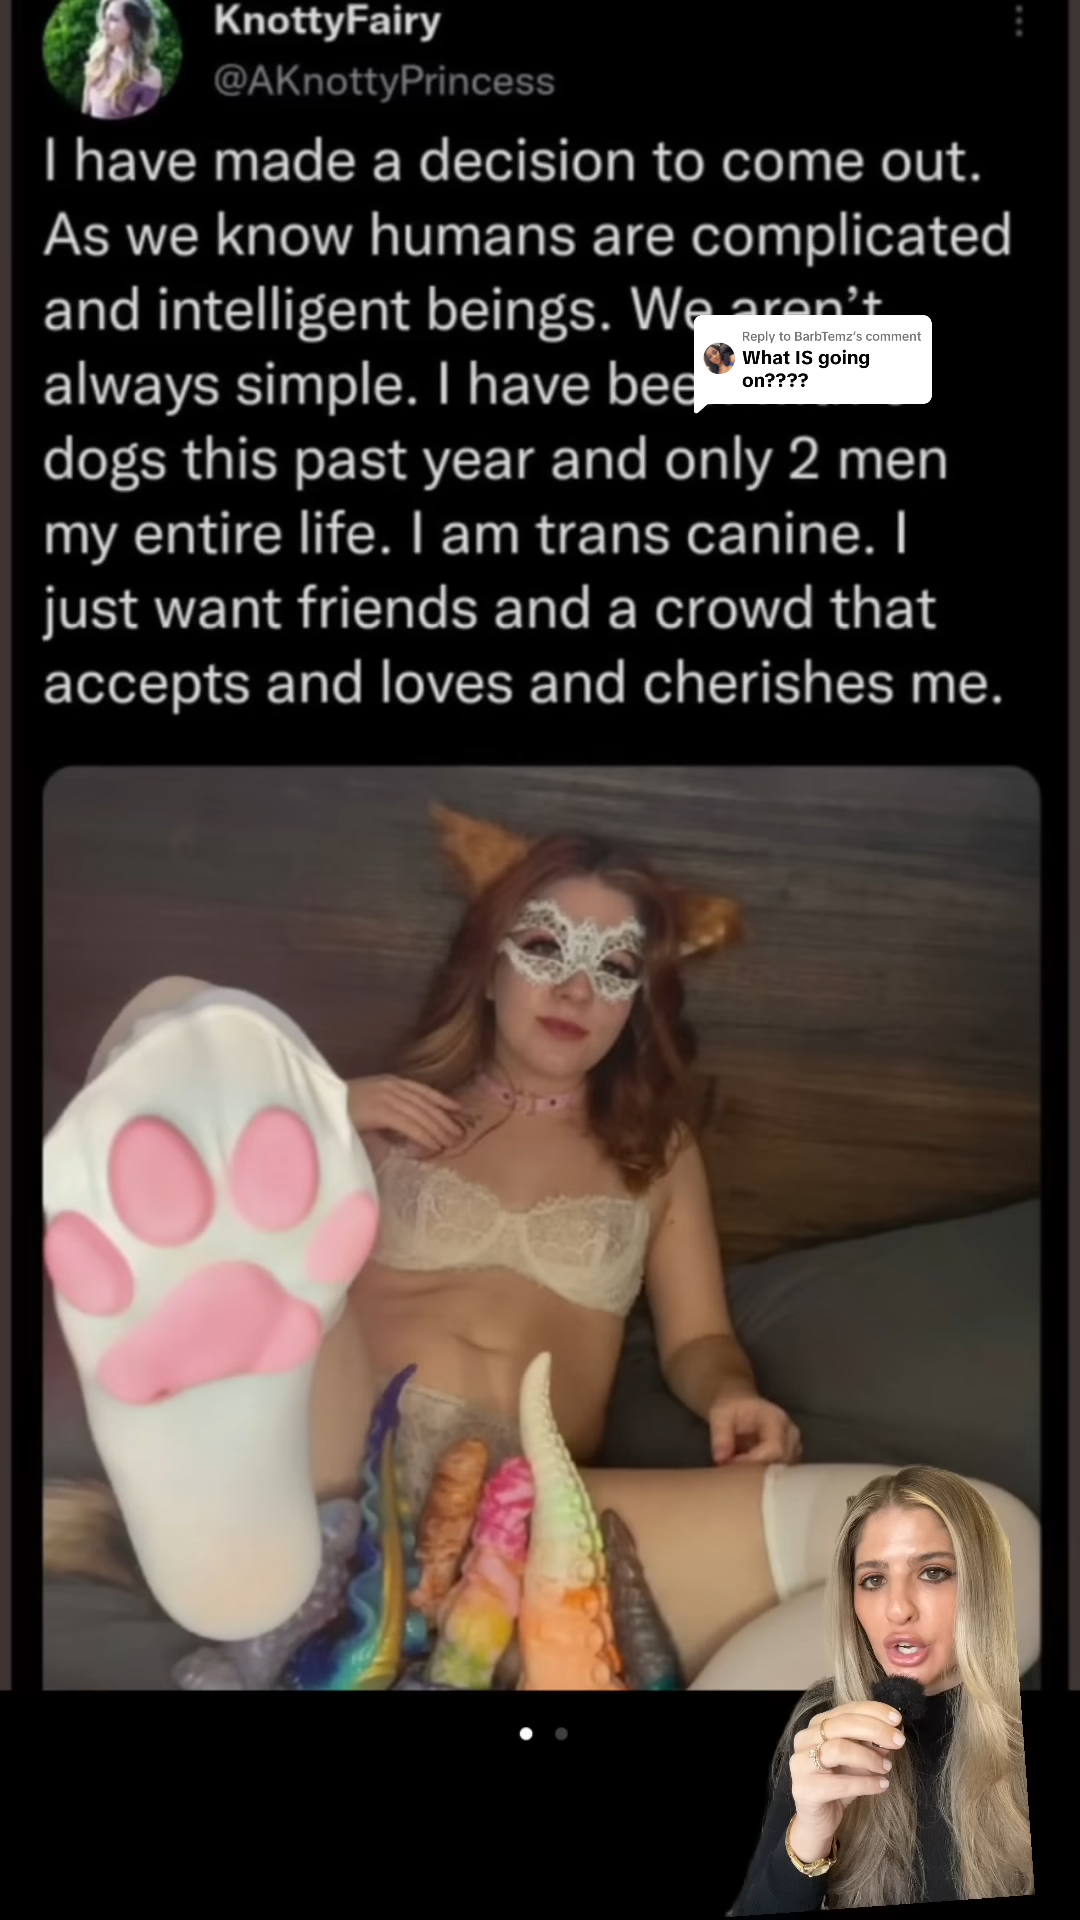 KnottyFairy
@AKnottyPrincess
I have made a decision to come out.
As we know humans are complicated
and intelligent beings. We aren't
Reply to BarbTemz's comment
What IS going
on????
always simple. I have
dogs this past year and only 2 men
my entire life. I am trans canine. I
just want friends and a crowd that
accepts and loves and cherishes me.